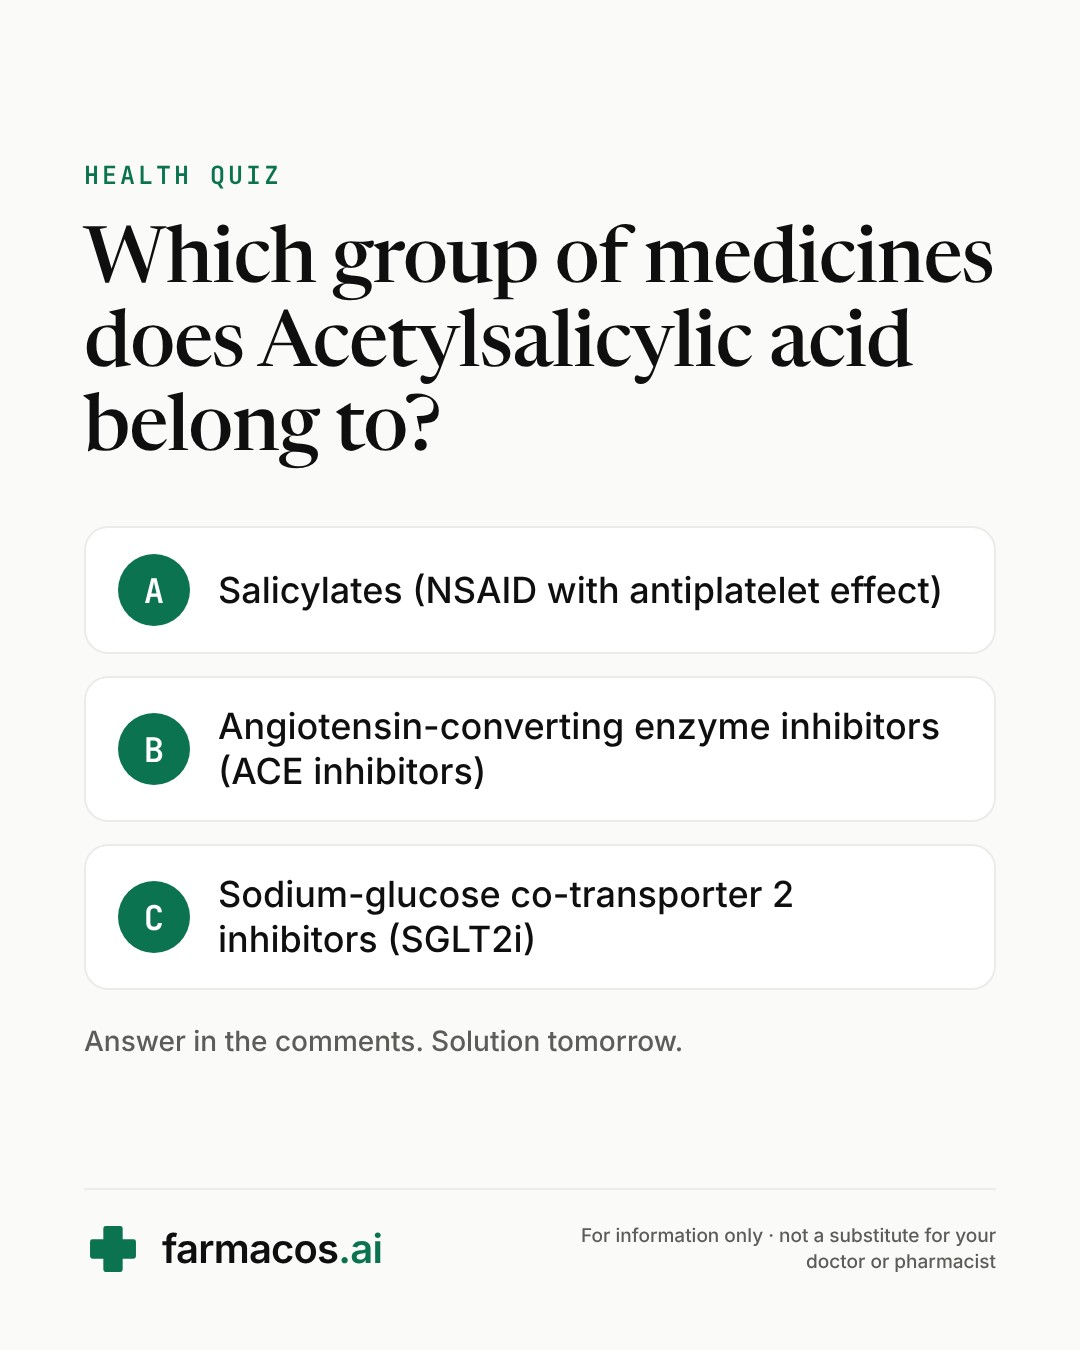 HEALTH QUIZ
Which group of medicines
does Acetylsalicylic acid
belong to?
A Salicylates (NSAID with antiplatelet effect)
B Angiotensin-converting enzyme inhibitors
(ACE inhibitors)
C Sodium-glucose co-transporter 2
inhibitors (SGLT2i)
Answer in the comments. Solution tomorrow.
farmacos.ai
For information only · not a substitute for your
doctor or pharmacist